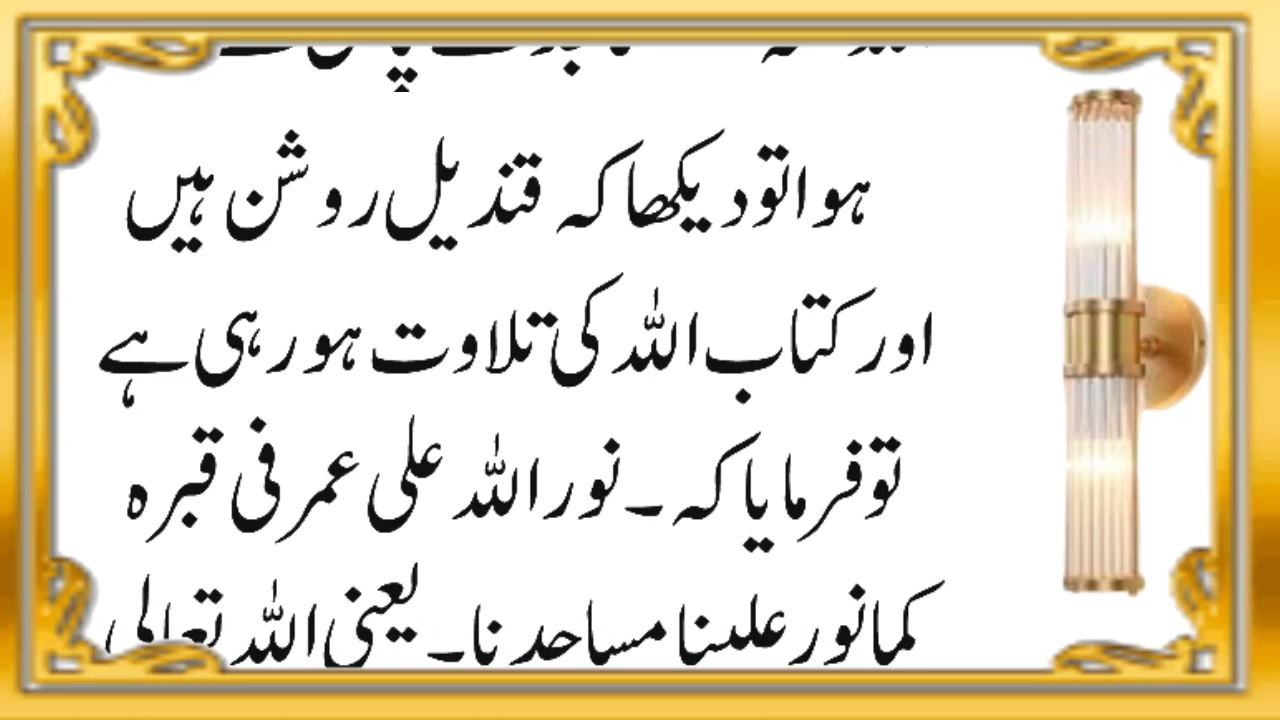 ہوا تو دیکھا کہ قندیل روشن ہیں
اور کتاب اللہ کی تلاوت ہو رہی ہے
تو فرمایا کہ۔ نور اللہ علی عمر فی قبرہ
کما نور علینا مساجدنا۔ یعنی اللہ تعالی